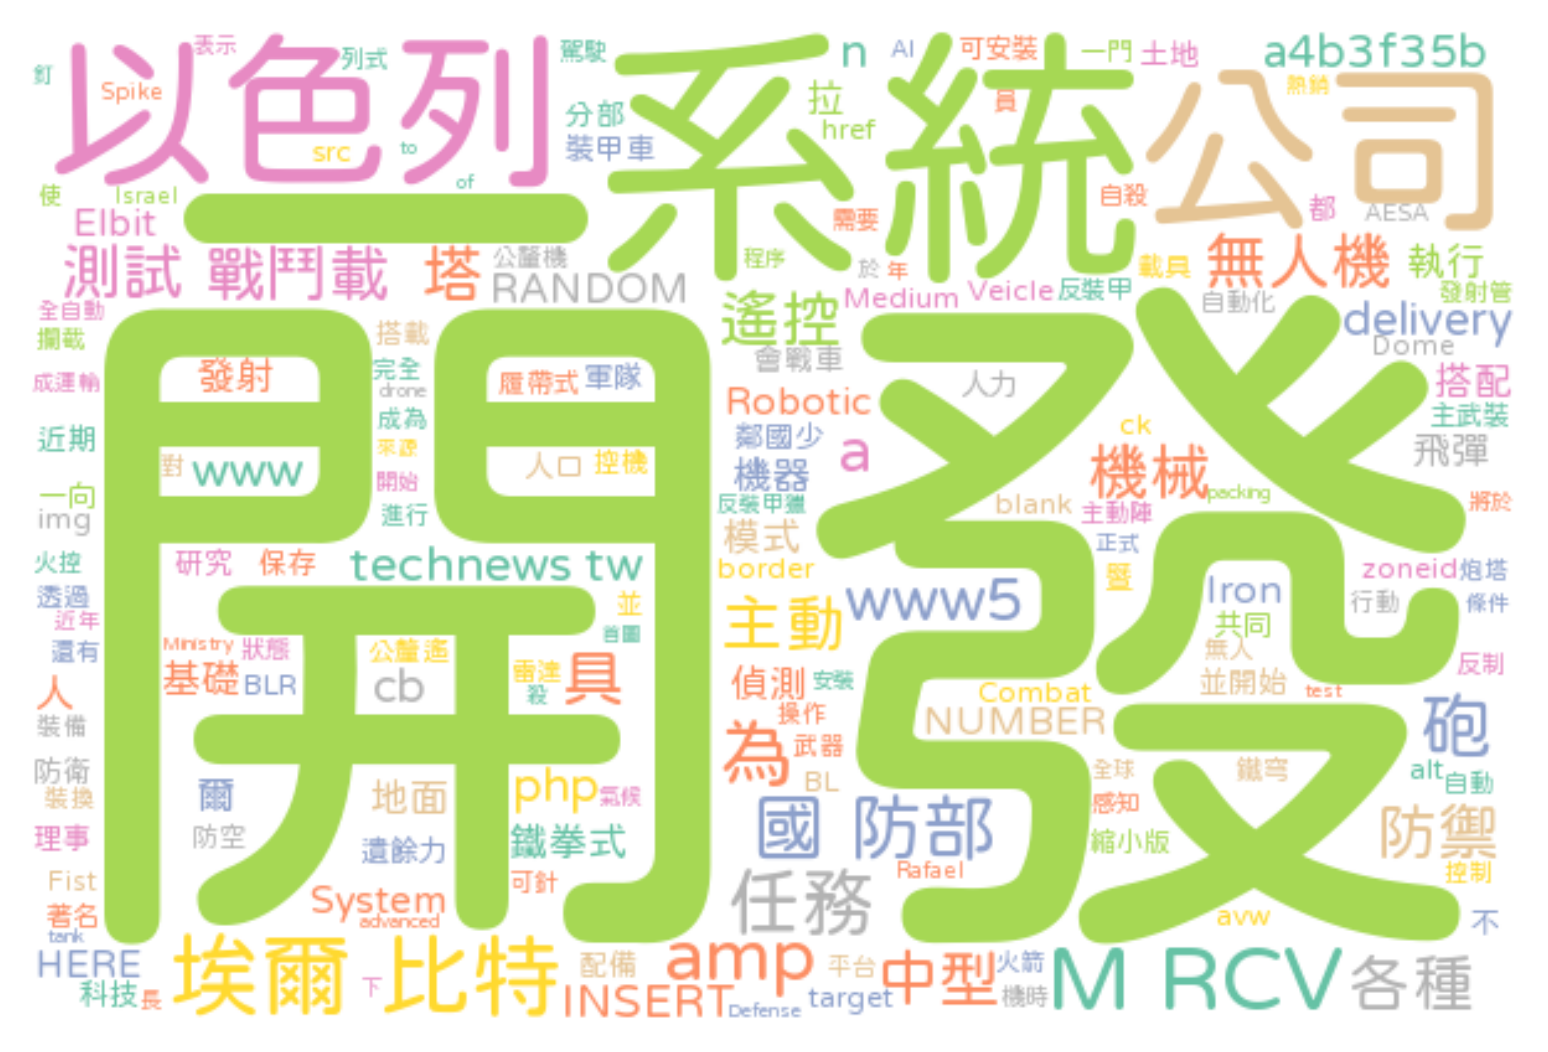 以色列 表示 列式 駕駛 系統 n AI 可安裝 一門 土地 a4b3f35b
釘 Spike 分部 拉 員 公司 熱銷
src to 裝甲車 href
使 Israel of 一 需要 自殺 都 AESA
Elbit
測試 戰鬥載 塔 公釐機 程序 於 年 載具 無人機 執行
RANDOM 遙控 Medium Veicle 反裝甲 自動化 發射管
全自動 開發 delivery
攔截 搭載 會戰車 Dome
成運輸 發射 完全 履帶式 軍隊 人力 搭配
drone Robotic 主武裝
近期 成為 鄰國少 ck 飛彈
來源 a 機械
對 www 開始 人口 控機 機器 packing
一向 進行 反裝甲獵 blank 主動陣 將於
img 模式 正式
火控 研究 保存 technews tw border 暨 zoneid 炮塔
透過 並 主動 www5 Iron 行動 條件
近年 首圖 共同
還有 Ministry 狀態 公釐遙 無人 反制
基礎 BLR cb 雷達 具 偵測 安裝 並開始 test
人 殺 操作 Combat
裝備 為 武器 NUMBER 砲
防衛 BL 全球 鐵穹 alt 自動
裝換 爾 地面 php 氣候 感知
理事 防空 遺餘力 鐵拳式 國 防部 縮小版 防禦
Fist 可針 任務 Rafael 控制
著名 System avw 不
tank advanced
HERE 埃爾 比特 配備 amp 平台 中型 火箭 M RCV 各種
科技 長 下 INSERT Defense target 機時